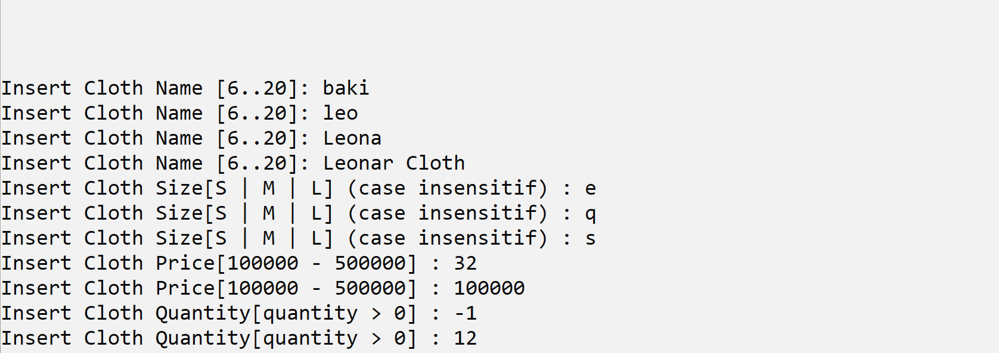 Insert Cloth Name [6..20]: baki
Insert Cloth Name [6..20]: leo
Insert Cloth Name [6..20]: Leona
Insert Cloth Name [6..20]: Leonar Cloth
Insert Cloth Size[S | M | L] (case insensitif) : e
Insert Cloth Size[S | M | L] (case insensitif) : q
Insert Cloth Size[S | M | L] (case insensitif) : s
Insert Cloth Price[100000 - 500000] : 32
Insert Cloth Price[100000 - 500000] : 100000
Insert Cloth Quantity[quantity > 0] : -1
Insert Cloth Quantity[quantity > 0] : 12